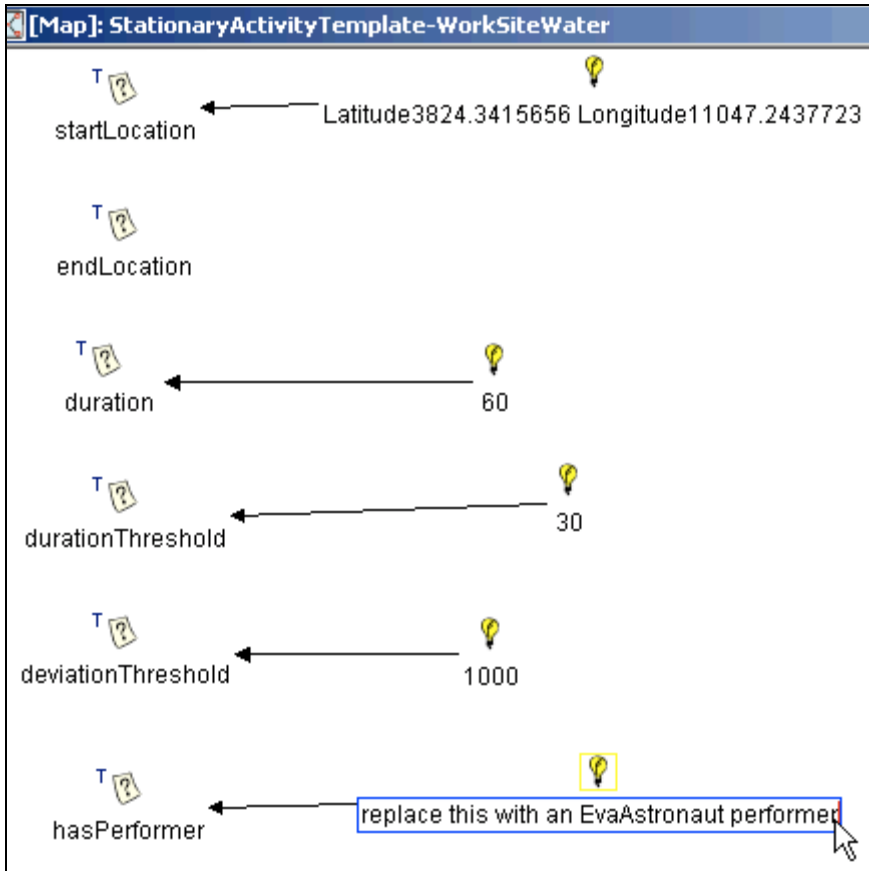 [Map]: StationaryActivityTemplate-WorkSiteWater
T ?
startLocation
Latitude3824.3415656 Longitude11047.2437723
T ?
endLocation
T ?
duration
60
T ?
durationThreshold
30
T ?
deviationThreshold
1000
T ?
hasPerformer
replace this with an EvaAstronaut performer